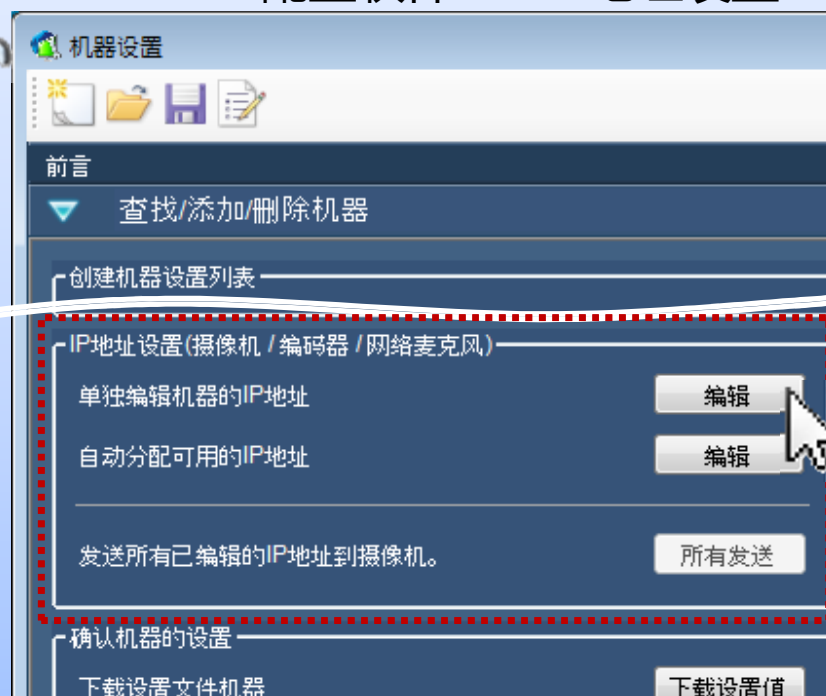 机器设置
前言
查找/添加/删除机器
创建机器设置列表
IP地址设置(摄像机 / 编码器 / 网络麦克风)
单独编辑机器的IP地址 编辑
自动分配可用的IP地址 编辑
发送所有已编辑的IP地址到摄像机。 所有发送
确认机器的设置
下载设置文件机器 下载设置值